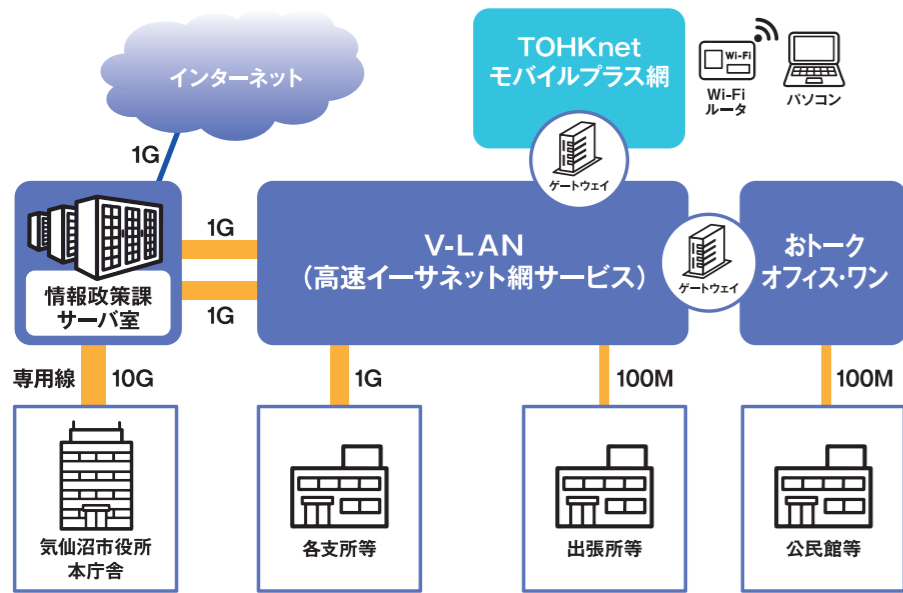 インターネット
TOHKnet
モバイルプラス網
Wi-Fi
Wi-Fi
ルータ
パソコン
ゲートウェイ
1G
1G
1G
情報政策課
サーバ室
V-LAN
(高速イーサネット網サービス)
ゲートウェイ
おトーク
オフィス・ワン
専用線
10G
1G
100M
100M
気仙沼市役所
本庁舎
各支所等
出張所等
公民館等